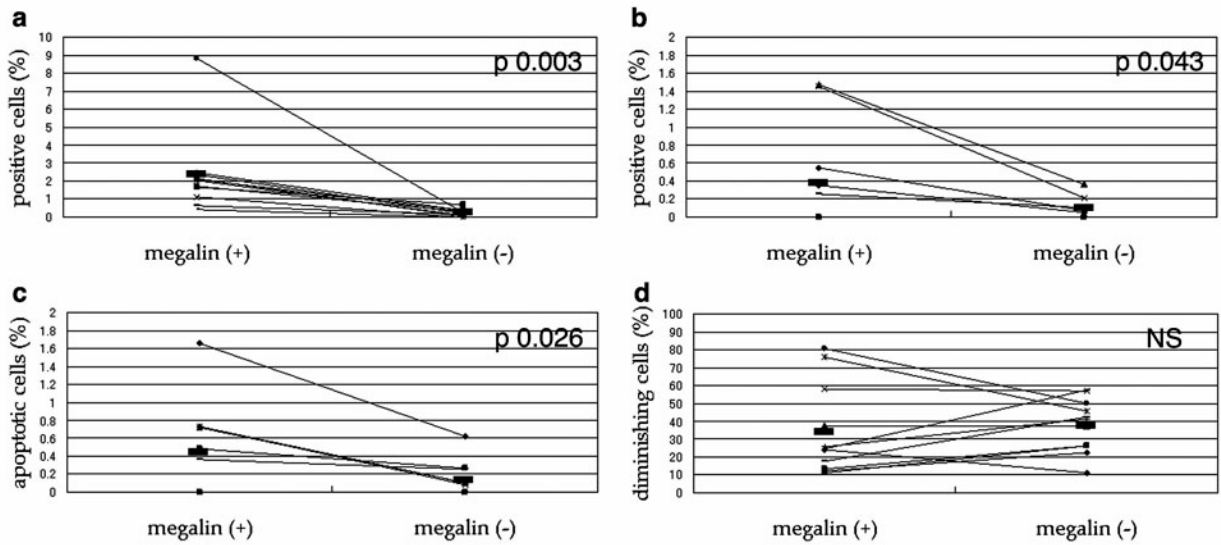 a
positive cells (%)
10
9
8
7
6
5
4
3
2
1
0
p 0.003
megalin (+) megalin (-)
b
positive cells (%)
2
1.8
1.6
1.4
1.2
1
0.8
0.6
0.4
0.2
0
p 0.043
megalin (+) megalin (-)
c
apoptotic cells (%)
2
1.8
1.6
1.4
1.2
1
0.8
0.6
0.4
0.2
0
p 0.026
megalin (+) megalin (-)
d
diminishing cells (%)
100
90
80
70
60
50
40
30
20
10
0
NS
megalin (+) megalin (-)